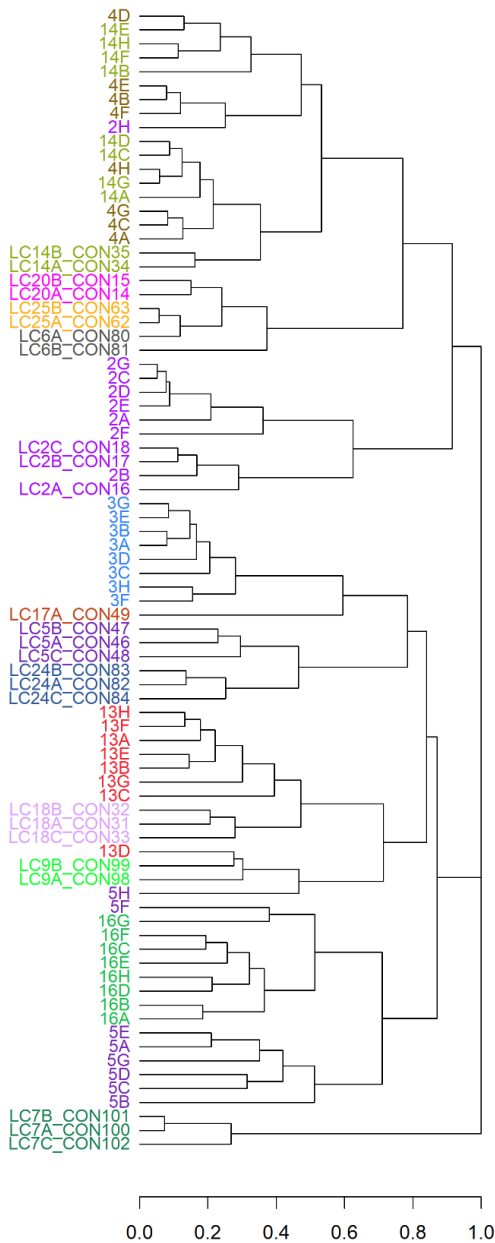 4D
14E
14H
14F
14B
4E
4B
4F
2H
14D
14C
4H
14G
14A
4G
4C
4A
LC14B_CON35
LC14A_CON34
LC20B_CON15
LC20A_CON14
LC25B_CON63
LC25A_CON62
LC6A_CON80
LC6B_CON81
2G
2C
2D
2E
2A
2F
LC2C_CON18
LC2B_CON17
2B
LC2A_CON16
3G
3E
3B
3A
3D
3C
3H
3F
LC17A_CON49
LC5B_CON47
LC5A_CON46
LC5C_CON48
LC24B_CON83
LC24A_CON82
LC24C_CON84
13H
13F
13A
13E
13B
13G
13C
LC18B_CON32
LC18A_CON31
LC18C_CON33
13D
LC9B_CON99
LC9A_CON98
5H
5F
16G
16F
16C
16E
16H
16D
16B
16A
5E
5A
5G
5D
5C
5B
LC7B_CON101
LC7A_CON100
LC7C_CON102
0.0 0.2 0.4 0.6 0.8 1.0